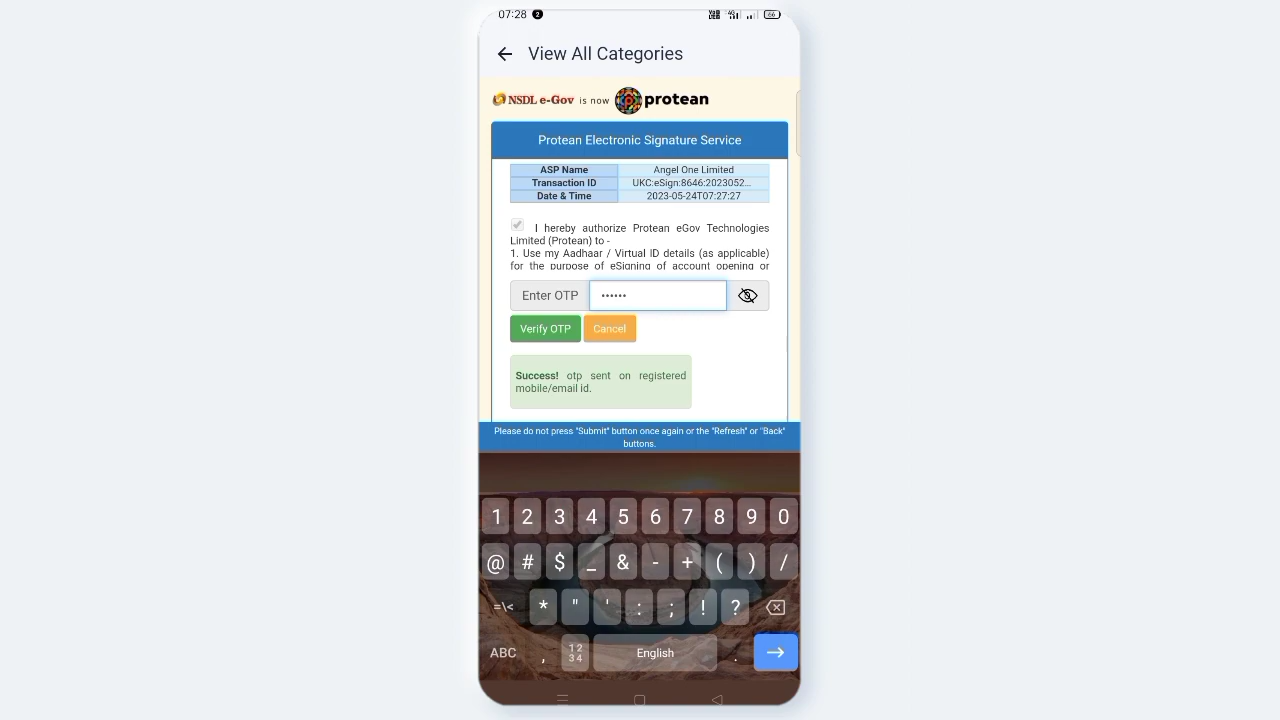 07:28 2 66
View All Categories
NSDL e-Gov is now protean
Protean Electronic Signature Service
ASP Name Angel One Limited
Transaction ID UKC:eSign:8646:2023052...
Date & Time 2023-05-24T07:27:27
I hereby authorize Protean eGov Technologies
Limited (Protean) to -
1. Use my Aadhaar / Virtual ID details (as applicable)
for the purpose of eSigning of account opening or
Enter OTP ••••••
Verify OTP Cancel
Success! otp sent on registered
mobile/email id.
Please do not press "Submit" button once again or the "Refresh" or "Back"
buttons.
1 2 3 4 5 6 7 8 9 0
@ # $ _ & - + ( ) /
=\< * " ' : ; ! ?
ABC , 12 34 English .